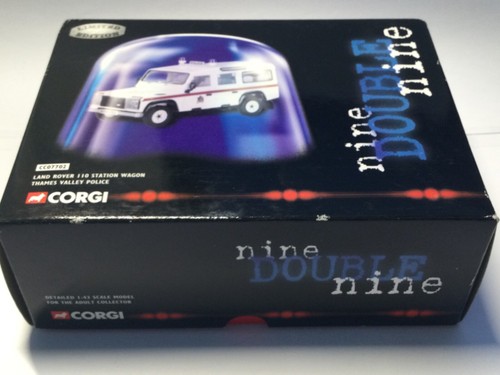 LIMITED
EDITION
nine
DOUBLE
nine
CC07702
LAND ROVER 110 STATION WAGON
THAMES VALLEY POLICE
CORGI
nine
DOUBLE
nine
DETAILED 1:43 SCALE MODEL
FOR THE ADULT COLLECTOR
CORGI